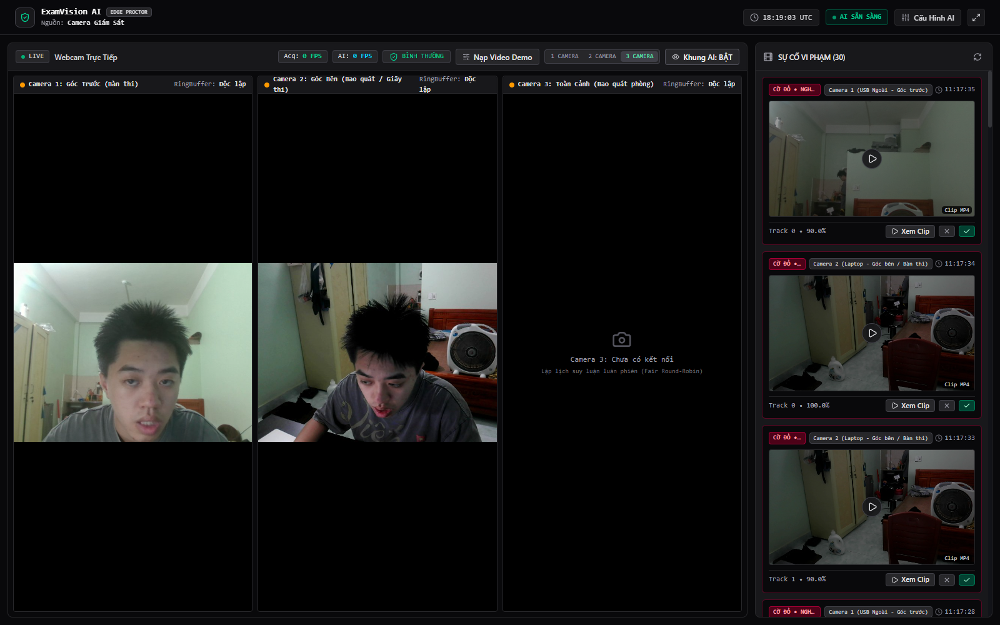 ExamVision AI EDGE PROCTOR
Nguồn: Camera Giám Sát
18:19:03 UTC
AI SẴN SÀNG
Cấu Hình AI
LIVE
Webcam Trực Tiếp
Acq: 0 FPS
AI: 0 FPS
BÌNH THƯỜNG
Nạp Video Demo
1 CAMERA 2 CAMERA 3 CAMERA
Khung AI: BẬT
Camera 1: Góc Trước (Bàn thi)
RingBuffer: Độc lập
Camera 2: Góc Bên (Bao quát / Giấy
thi)
RingBuffer: Độc
lập
Camera 3: Toàn Cảnh (Bao quát phòng)
RingBuffer: Độc lập
Camera 3: Chưa có kết nối
Lập lịch suy luận luân phiên (Fair Round-Robin)
SỰ CỐ VI PHẠM (30)
CỜ ĐỎ • NGH…
Camera 1 (USB Ngoài - Góc trước)
11:17:35
Clip MP4
Track 0 • 90.0%
Xem Clip
CỜ ĐỎ •…
Camera 2 (Laptop - Góc bên / Bàn thi)
11:17:34
Clip MP4
Track 0 • 100.0%
Xem Clip
CỜ ĐỎ •…
Camera 2 (Laptop - Góc bên / Bàn thi)
11:17:33
Clip MP4
Track 1 • 90.0%
Xem Clip
CỜ ĐỎ • NGH…
Camera 1 (USB Ngoài - Góc trước)
11:17:28